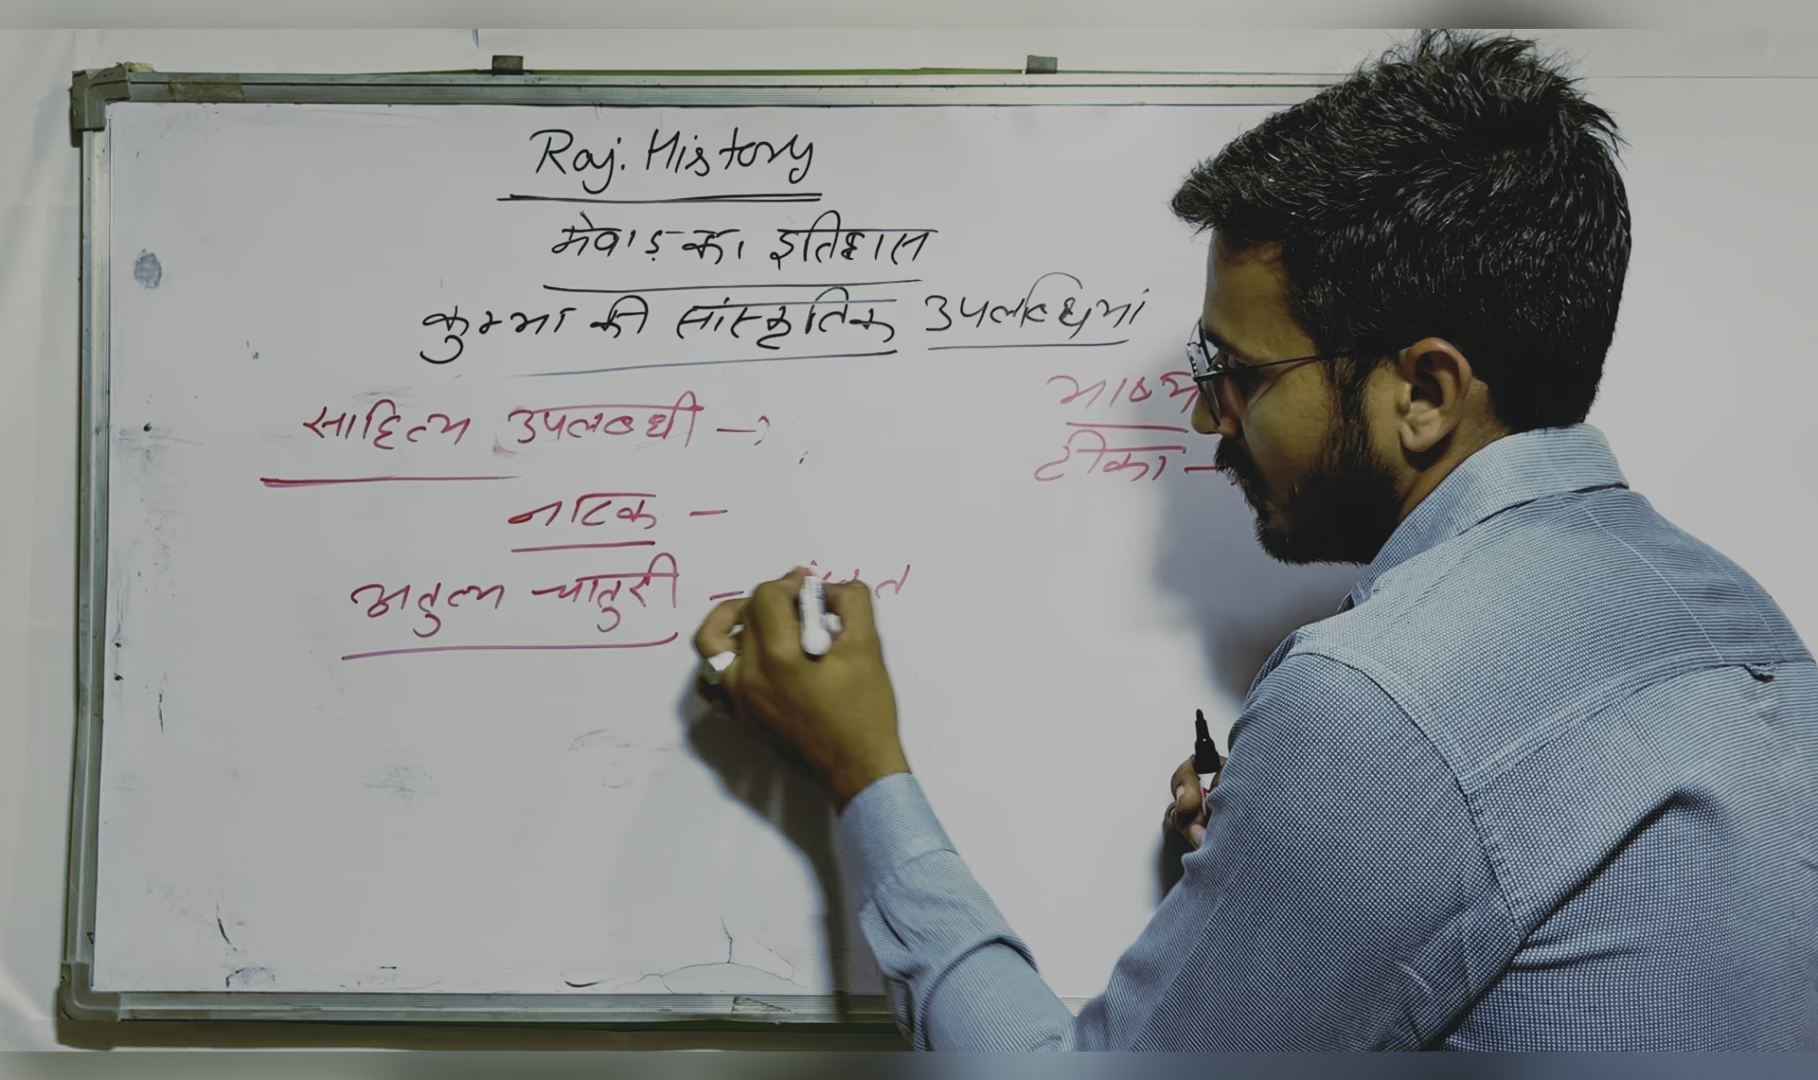 Raj. History
मेवाड़ का इतिहास
कुम्भा की सांस्कृतिक उपलब्धियां
साहित्य उपलब्धी →
नाटक -
अतुल्य चातुरी -
भाष्य
टीका -